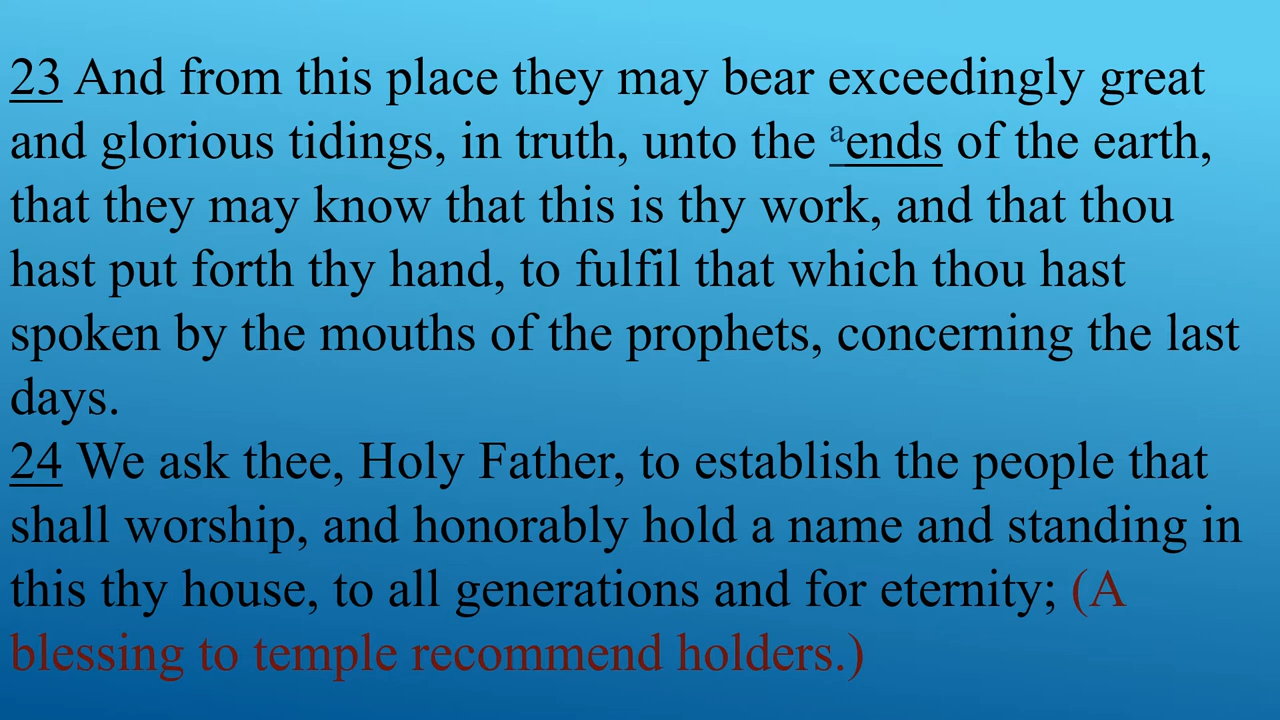 23 And from this place they may bear exceedingly great
and glorious tidings, in truth, unto the aends of the earth,
that they may know that this is thy work, and that thou
hast put forth thy hand, to fulfil that which thou hast
spoken by the mouths of the prophets, concerning the last
days.
24 We ask thee, Holy Father, to establish the people that
shall worship, and honorably hold a name and standing in
this thy house, to all generations and for eternity; (A
blessing to temple recommend holders.)